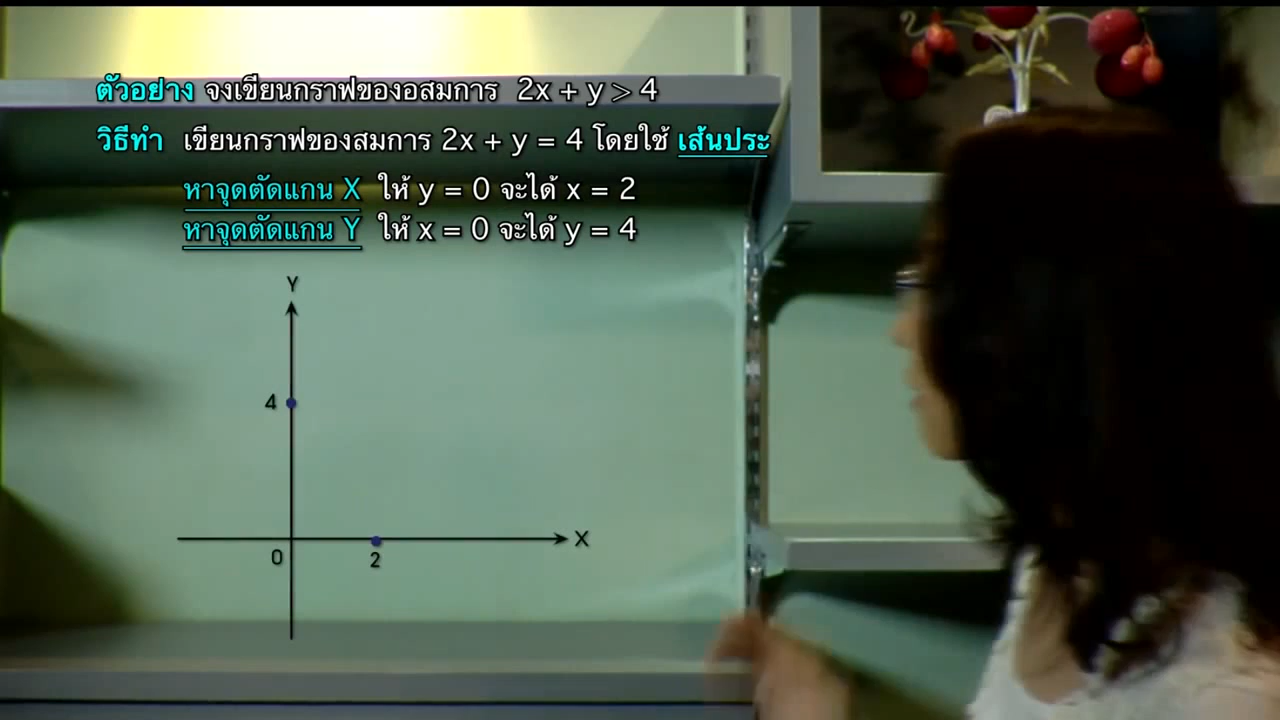 ตัวอย่าง จงเขียนกราฟของอสมการ 2x + y > 4
วิธีทำ เขียนกราฟของสมการ 2x + y = 4 โดยใช้ เส้นประ
หาจุดตัดแกน X ให้ y = 0 จะได้ x = 2
หาจุดตัดแกน Y ให้ x = 0 จะได้ y = 4
Y
4
X
0
2